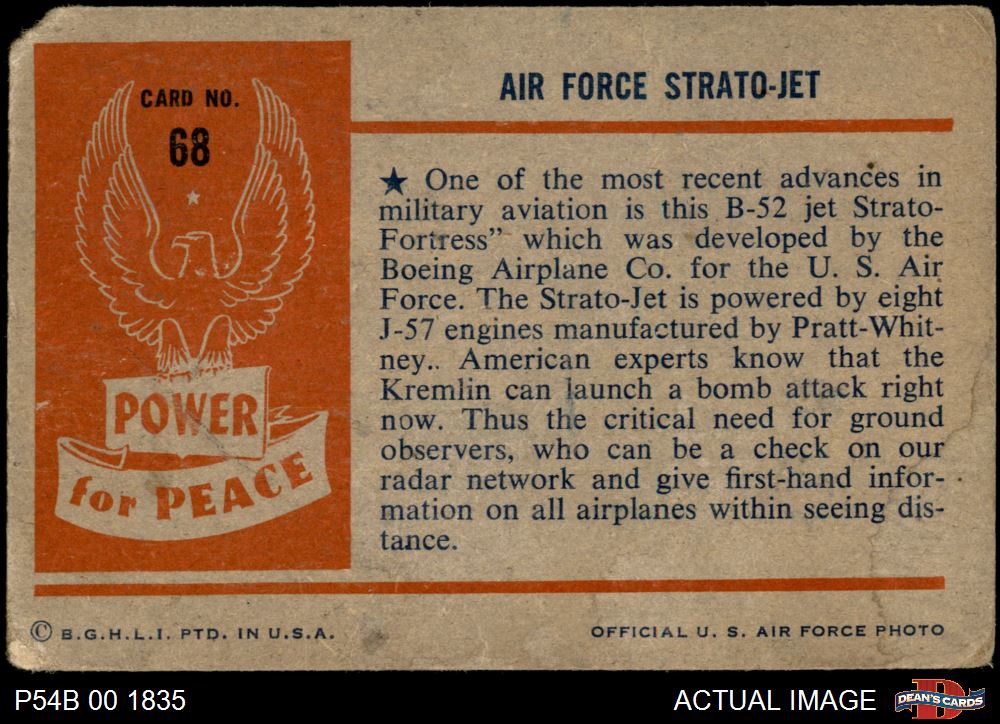 CARD NO.
68
POWER
for PEACE
AIR FORCE STRATO-JET
★ One of the most recent advances in
military aviation is this B-52 jet Strato-
Fortress” which was developed by the
Boeing Airplane Co. for the U. S. Air
Force. The Strato-Jet is powered by eight
J-57 engines manufactured by Pratt-Whit-
ney.. American experts know that the
Kremlin can launch a bomb attack right
now. Thus the critical need for ground
observers, who can be a check on our
radar network and give first-hand infor-
mation on all airplanes within seeing dis-
tance.
© B.G.H.L.I. PTD. IN U.S.A.
OFFICIAL U. S. AIR FORCE PHOTO
P54B 00 1835
ACTUAL IMAGE
D
DEAN'S CARDS